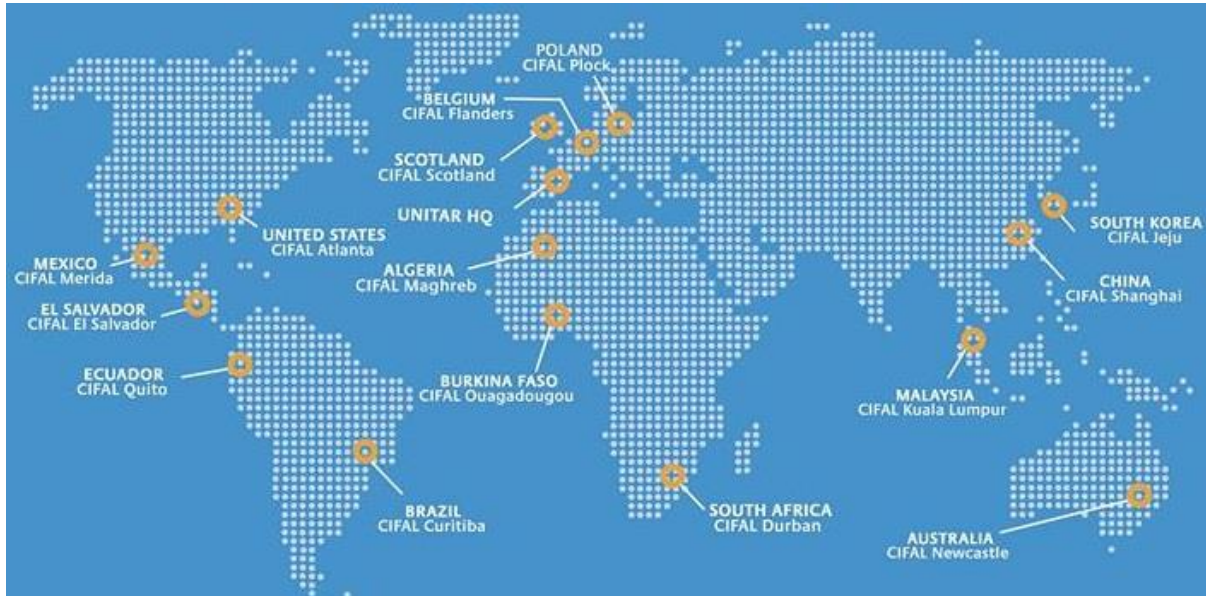 POLAND
CIFAL Plock
BELGIUM
CIFAL Flanders
SCOTLAND
CIFAL Scotland
UNITAR HQ
UNITED STATES
CIFAL Atlanta
MEXICO
CIFAL Merida
EL SALVADOR
CIFAL El Salvador
ECUADOR
CIFAL Quito
BRAZIL
CIFAL Curitiba
ALGERIA
CIFAL Maghreb
BURKINA FASO
CIFAL Ouagadougou
SOUTH AFRICA
CIFAL Durban
SOUTH KOREA
CIFAL Jeju
CHINA
CIFAL Shanghai
MALAYSIA
CIFAL Kuala Lumpur
AUSTRALIA
CIFAL Newcastle